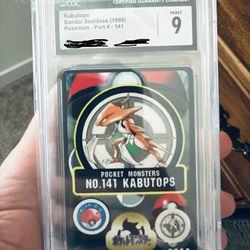 CGC
CERTIFIED GUARANTY COMPANY
Kabutops
Bandai Sealdass (1998)
Pokémon - Part 4 - 141
MINT
9
POCKET MONSTERS
NO.141 KABUTOPS